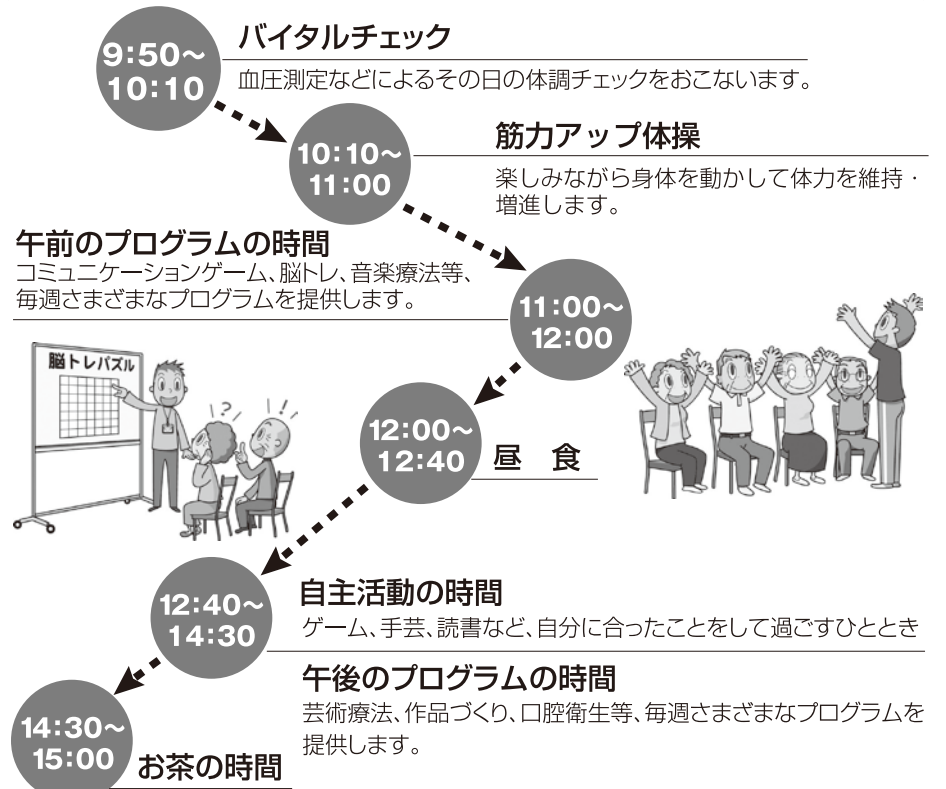 9:50～
10:10
バイタルチェック
血圧測定などによるその日の体調チェックをおこないます。
10:10～
11:00
筋力アップ体操
楽しみながら身体を動かして体力を維持・
増進します。
午前のプログラムの時間
コミュニケーションゲーム、脳トレ、音楽療法等、
毎週さまざまなプログラムを提供します。
11:00～
12:00
脳トレパズル
?
!
12:00～
12:40
昼　食
12:40～
14:30
自主活動の時間
ゲーム、手芸、読書など、自分に合ったことをして過ごすひととき
午後のプログラムの時間
芸術療法、作品づくり、口腔衛生等、毎週さまざまなプログラムを
提供します。
14:30～
15:00
お茶の時間